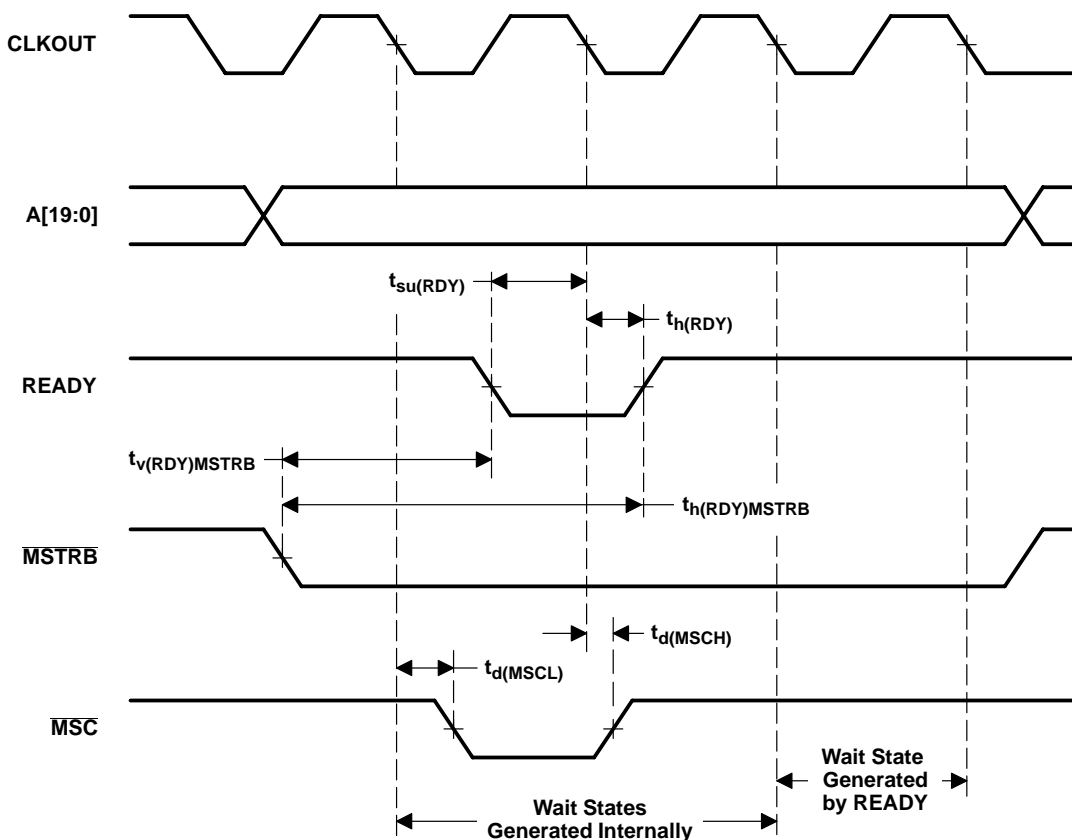 CLKOUT
A[19:0]
tsu(RDY)
th(RDY)
READY
tv(RDY)MSTRB
th(RDY)MSTRB
MSTRB
td(MSCH)
td(MSCL)
MSC
Wait State
Generated
by READY
Wait States
Generated Internally